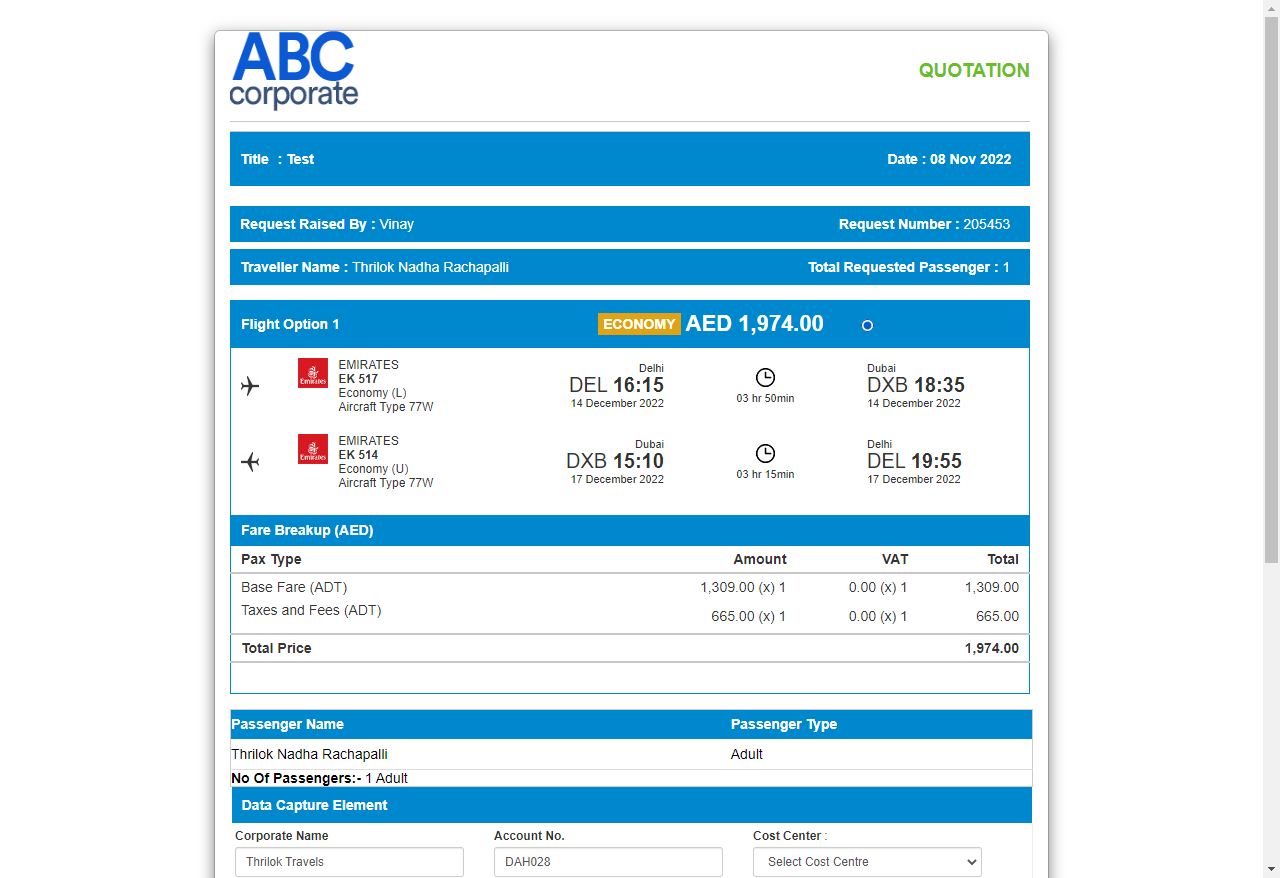 ABC
corporate
QUOTATION
Title : Test
Date : 08 Nov 2022
Request Raised By : Vinay
Request Number : 205453
Traveller Name : Thrilok Nadha Rachapalli
Total Requested Passenger : 1
Flight Option 1
ECONOMY AED 1,974.00
Emirates
EMIRATES
EK 517
Economy (L)
Aircraft Type 77W
Delhi
DEL 16:15
14 December 2022
03 hr 50min
Dubai
DXB 18:35
14 December 2022
Emirates
EMIRATES
EK 514
Economy (U)
Aircraft Type 77W
Dubai
DXB 15:10
17 December 2022
03 hr 15min
Delhi
DEL 19:55
17 December 2022
Fare Breakup (AED)
Pax Type Amount VAT Total
Base Fare (ADT) 1,309.00 (x) 1 0.00 (x) 1 1,309.00
Taxes and Fees (ADT) 665.00 (x) 1 0.00 (x) 1 665.00
Total Price 1,974.00
Passenger Name Passenger Type
Thrilok Nadha Rachapalli Adult
No Of Passengers:- 1 Adult
Data Capture Element
Corporate Name Account No. Cost Center :
Thrilok Travels DAH028 Select Cost Centre